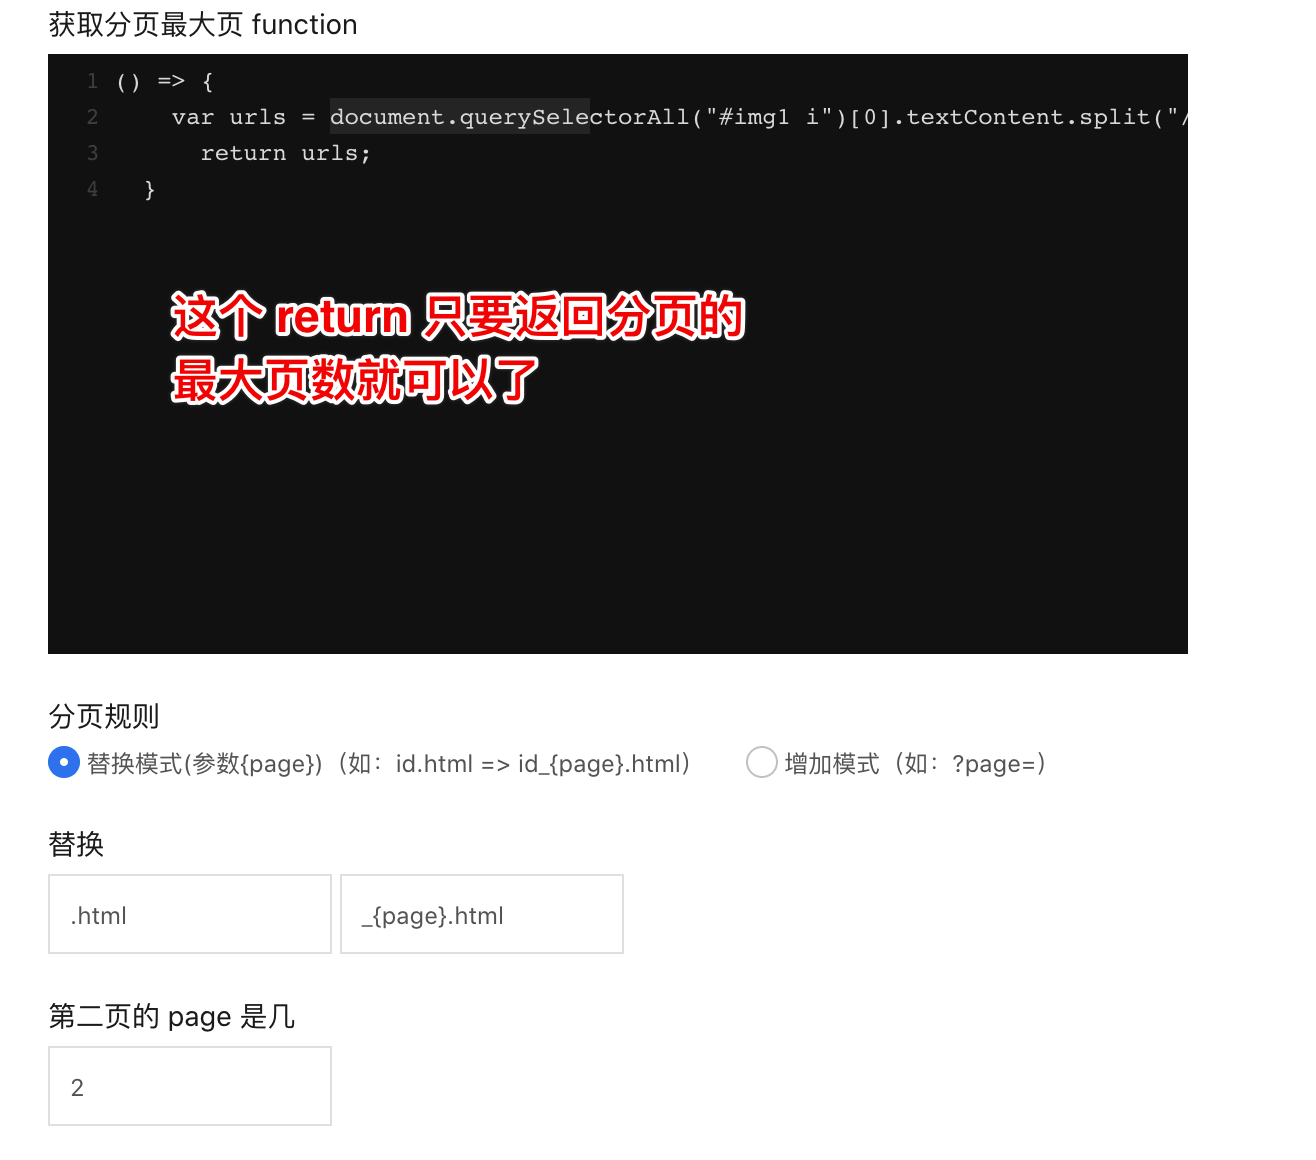 获取分页最大页 function
1 () => {
2 var urls = document.querySelectorAll("#img1 i")[0].textContent.split("/
3 return urls;
4 }
这个 return 只要返回分页的
最大页数就可以了
分页规则
替换模式(参数{page})（如：id.html => id_{page}.html） 增加模式（如：?page=）
替换
.html _{page}.html
第二页的 page 是几
2